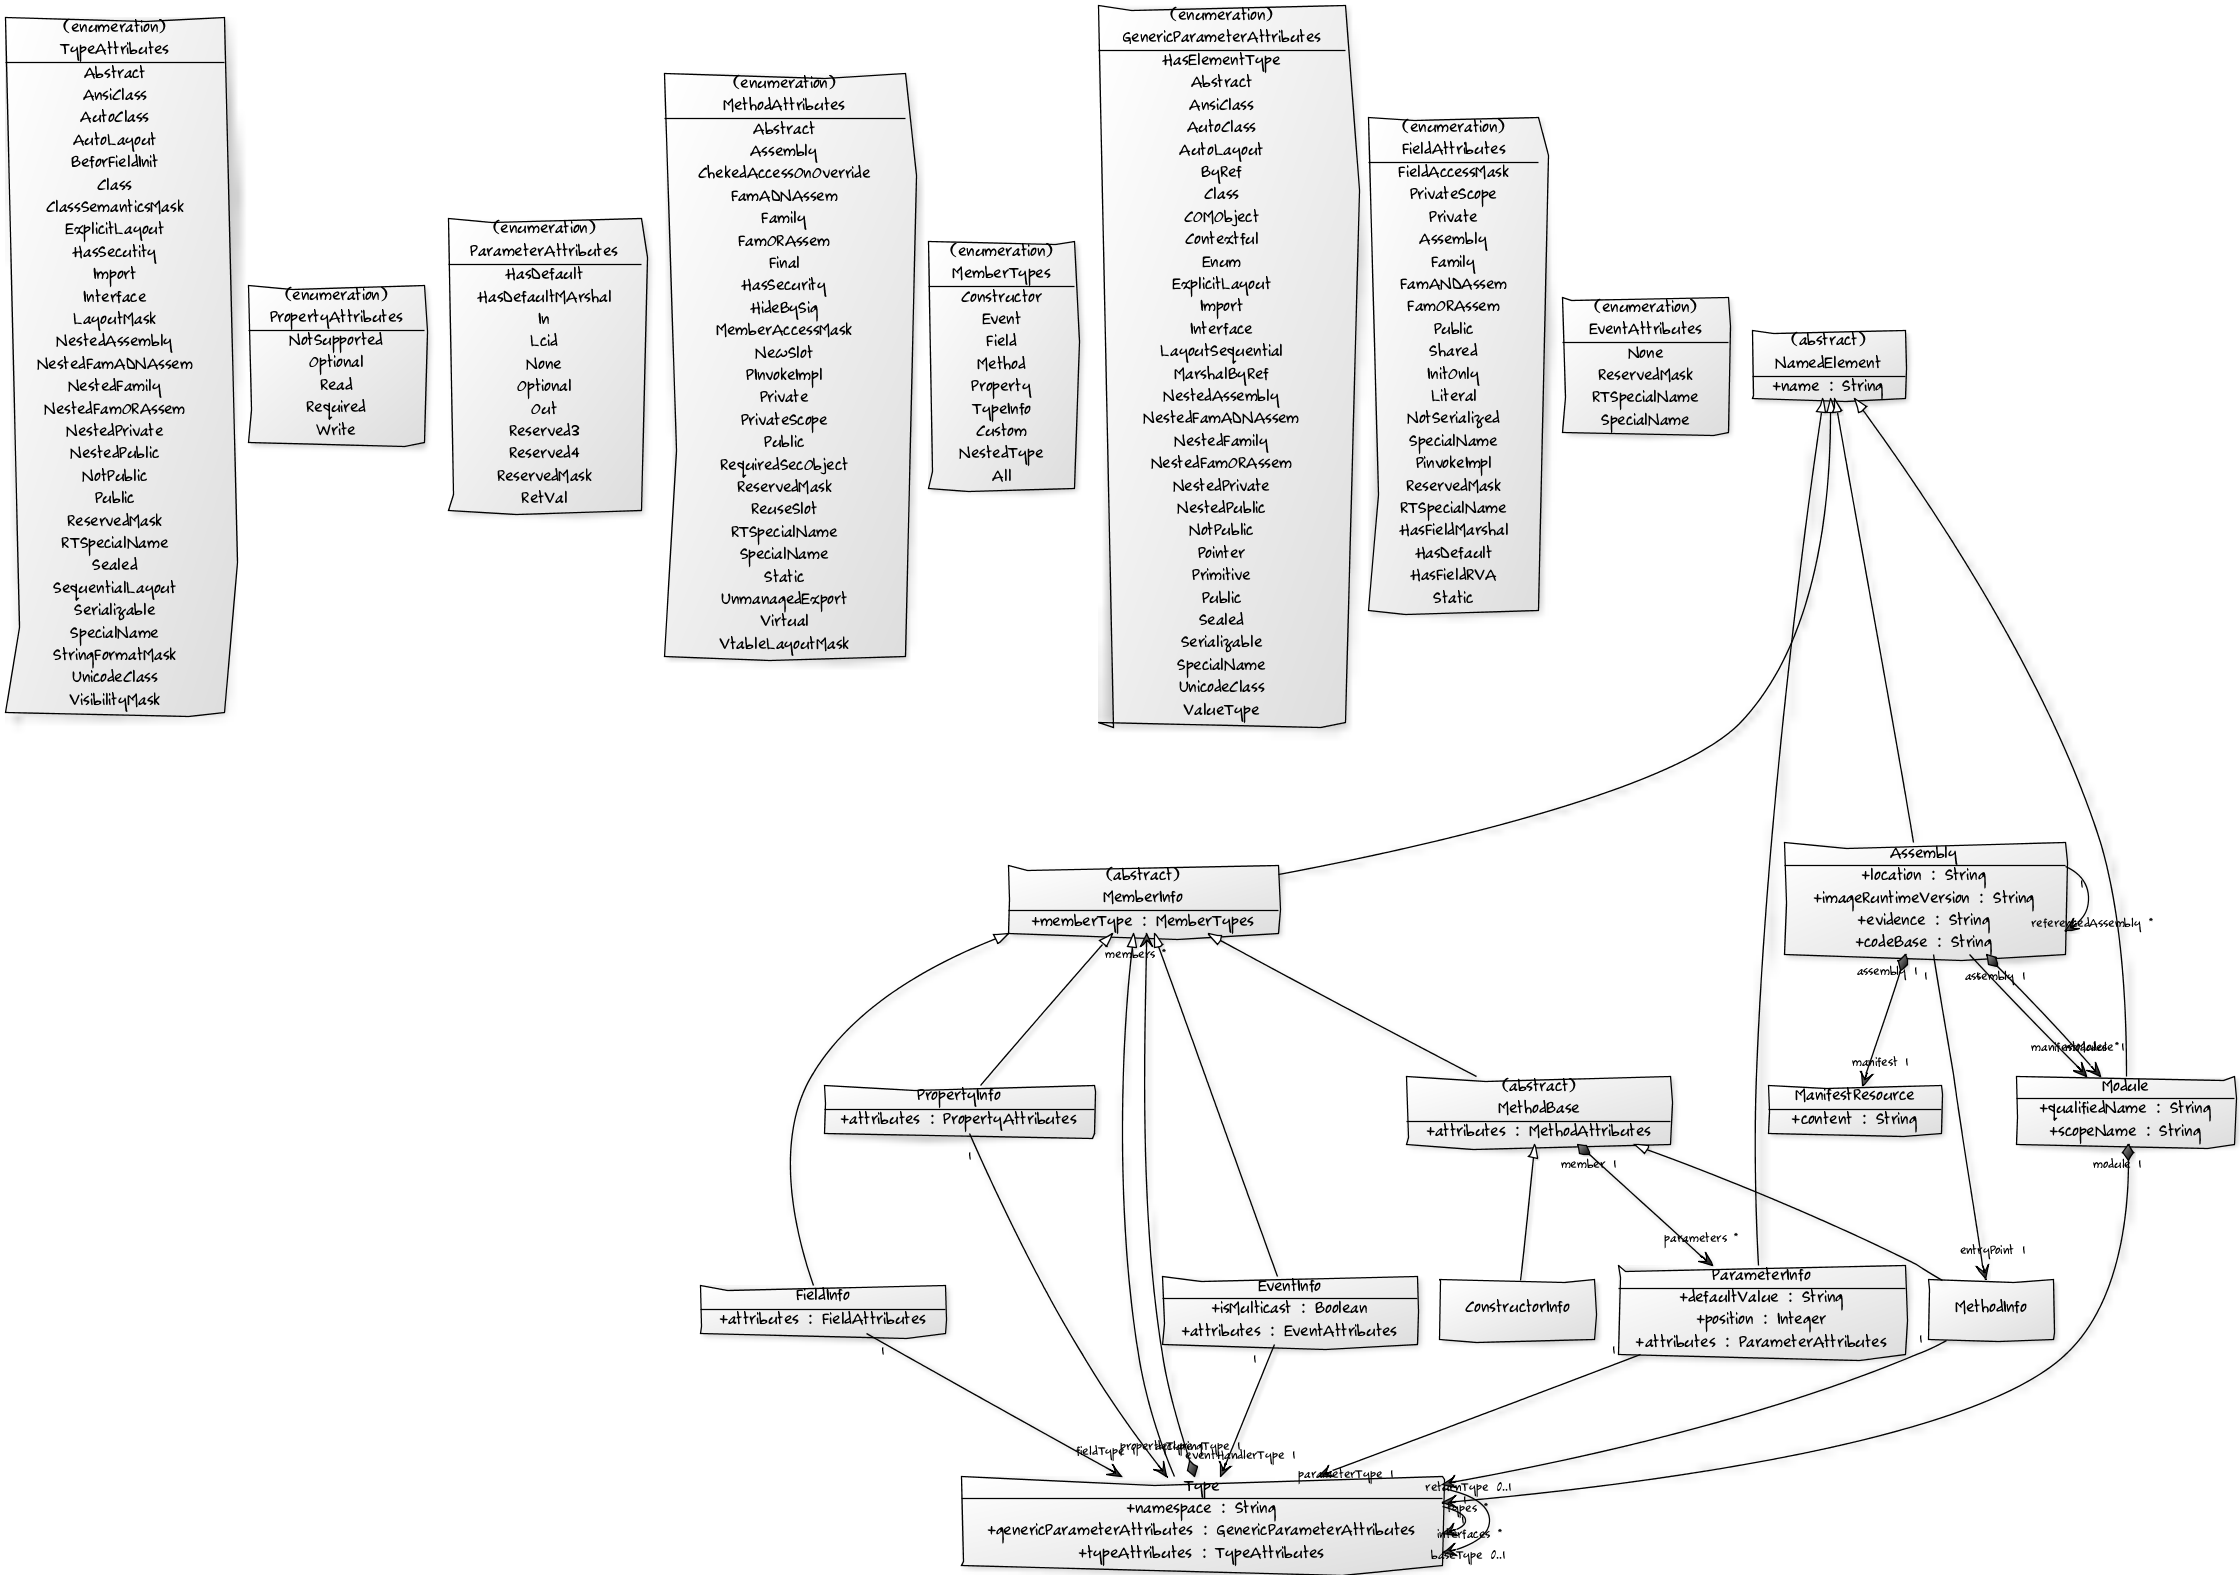 (enumeration)
TypeAttributes
Abstract
AnsiClass
AutoClass
AutoLayout
BeforFieldInit
Class
ClassSemanticsMask
ExplicitLayout
HasSecutity
Import
Interface
LayoutMask
NestedAssembly
NestedFamADNAssem
NestedFamily
NestedFamORAssem
NestedPrivate
NestedPublic
NotPublic
Public
ReservedMask
RTSpecialName
Sealed
SequentialLayout
Serializable
SpecialName
StringFormatMask
UnicodeClass
VisibilityMask
(enumeration)
PropertyAttributes
NotSupported
Optional
Read
Required
Write
(enumeration)
ParameterAttributes
HasDefault
HasDefaultMArshal
In
Lcid
None
Optional
Out
Reserved3
Reserved4
ReservedMask
RetVal
(enumeration)
MethodAttributes
Abstract
Assembly
ChekedAccessOnOverride
FamADNAssem
Family
FamORAssem
Final
HasSecurity
HideBySig
MemberAccessMask
NewSlot
PInvokeImpl
Private
PrivateScope
Public
RequiredSecObject
ReservedMask
ReuseSlot
RTSpecialName
SpecialName
Static
UnmanagedExport
Virtual
VtableLayoutMask
(enumeration)
MemberTypes
Constructor
Event
Field
Method
Property
TypeInfo
Custom
NestedType
All
(enumeration)
GenericParameterAttributes
HasElementType
Abstract
AnsiClass
AutoClass
AutoLayout
ByRef
Class
COMObject
Contextful
Enum
ExplicitLayout
Import
Interface
LayoutSequential
MarshalByRef
NestedAssembly
NestedFamADNAssem
NestedFamily
NestedFamORAssem
NestedPrivate
NestedPublic
NotPublic
Pointer
Primitive
Public
Sealed
Serializable
SpecialName
UnicodeClass
ValueType
(enumeration)
FieldAttributes
FieldAccessMask
PrivateScope
Private
Assembly
Family
FamANDAssem
FamORAssem
Public
Shared
InitOnly
Literal
NotSerialized
SpecialName
PinvokeImpl
ReservedMask
RTSpecialName
HasFieldMarshal
HasDefault
HasFieldRVA
Static
(enumeration)
EventAttributes
None
ReservedMask
RTSpecialName
SpecialName
(abstract)
NamedElement
+name : String
(abstract)
MemberInfo
+memberType : MemberTypes
members *
Assembly
+location : String
+imageRuntimeVersion : String
+evidence : String
+codeBase : String
1
referencedAssembly *
assembly 1
1
assembly 1
manifest 1
PropertyInfo
+attributes : PropertyAttributes
1
(abstract)
MethodBase
+attributes : MethodAttributes
member 1
parameters *
ManifestResource
+content : String
Module
+qualifiedName : String
+scopeName : String
module 1
entryPoint 1
FieldInfo
+attributes : FieldAttributes
1
EventInfo
+isMulticast : Boolean
+attributes : EventAttributes
1
ConstructorInfo
ParameterInfo
+defaultValue : String
+position : Integer
+attributes : ParameterAttributes
1
MethodInfo
1
fieldType
eventHandlerType 1
parameterType 1
Type
+namespace : String
+genericParameterAttributes : GenericParameterAttributes
+typeAttributes : TypeAttributes
returnType 0..1
types *
interfaces *
baseType 0..1